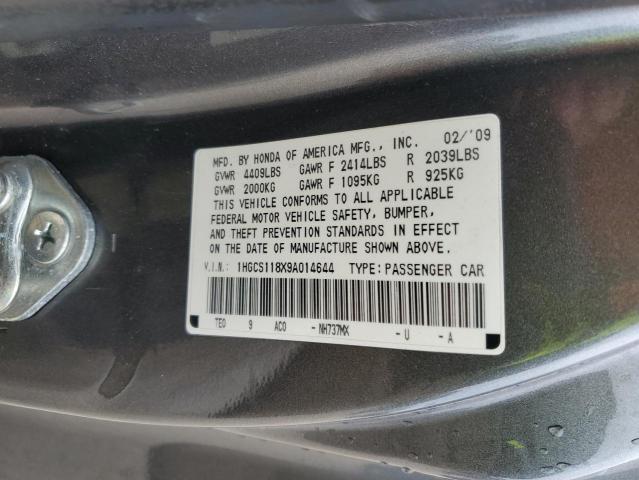 MFD. BY HONDA OF AMERICA MFG., INC. 02/'09
GVWR 4409LBS GAWR F 2414LBS R 2039LBS
GVWR 2000KG GAWR F 1095KG R 925KG
THIS VEHICLE CONFORMS TO ALL APPLICABLE
FEDERAL MOTOR VEHICLE SAFETY, BUMPER,
AND THEFT PREVENTION STANDARDS IN EFFECT
ON THE DATE OF MANUFACTURE SHOWN ABOVE.
V.I.N.: 1HGCS118X9A014644 TYPE: PASSENGER CAR
TE0 9 AC0 -NH737MX -U -A